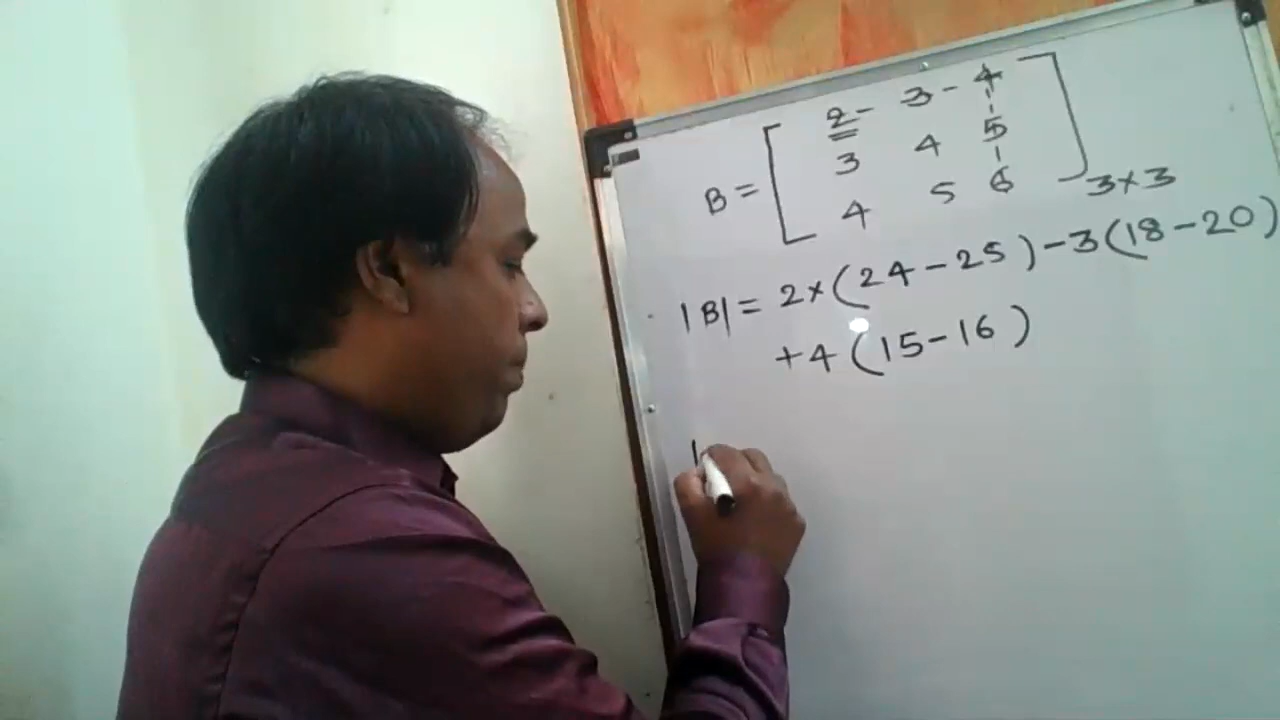 2 - 3 - 4
3 4 5
B = [ 4 5 6 ] 3×3
|B| = 2×(24-25)-3(18-20)
+4(15-16)
|